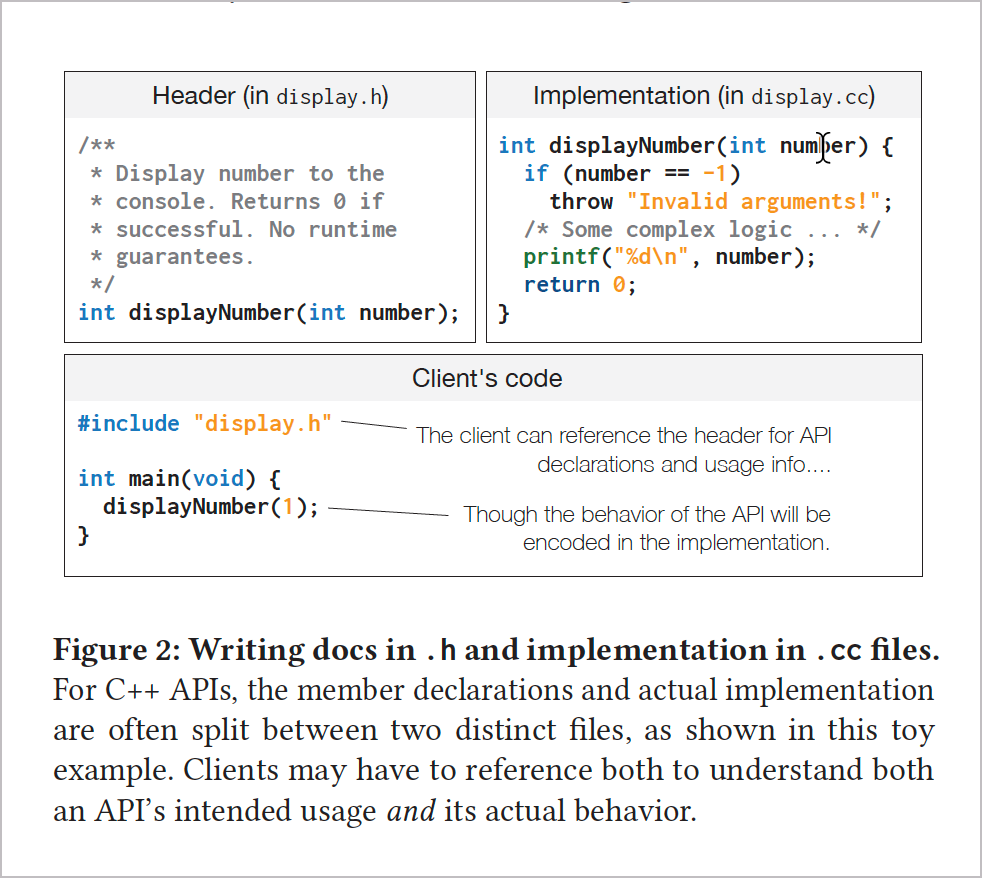 Header (in display.h)
/**
* Display number to the
* console. Returns 0 if
* successful. No runtime
* guarantees.
*/
int displayNumber(int number);
Implementation (in display.cc)
int displayNumber(int number) {
if (number == -1)
throw "Invalid arguments!";
/* Some complex logic ... */
printf("%d\n", number);
return 0;
}
Client's code
#include "display.h"
The client can reference the header for API
declarations and usage info....
int main(void) {
displayNumber(1);
}
Though the behavior of the API will be
encoded in the implementation.
Figure 2: Writing docs in .h and implementation in .cc files.
For C++ APIs, the member declarations and actual implementation
are often split between two distinct files, as shown in this toy
example. Clients may have to reference both to understand both
an API’s intended usage and its actual behavior.